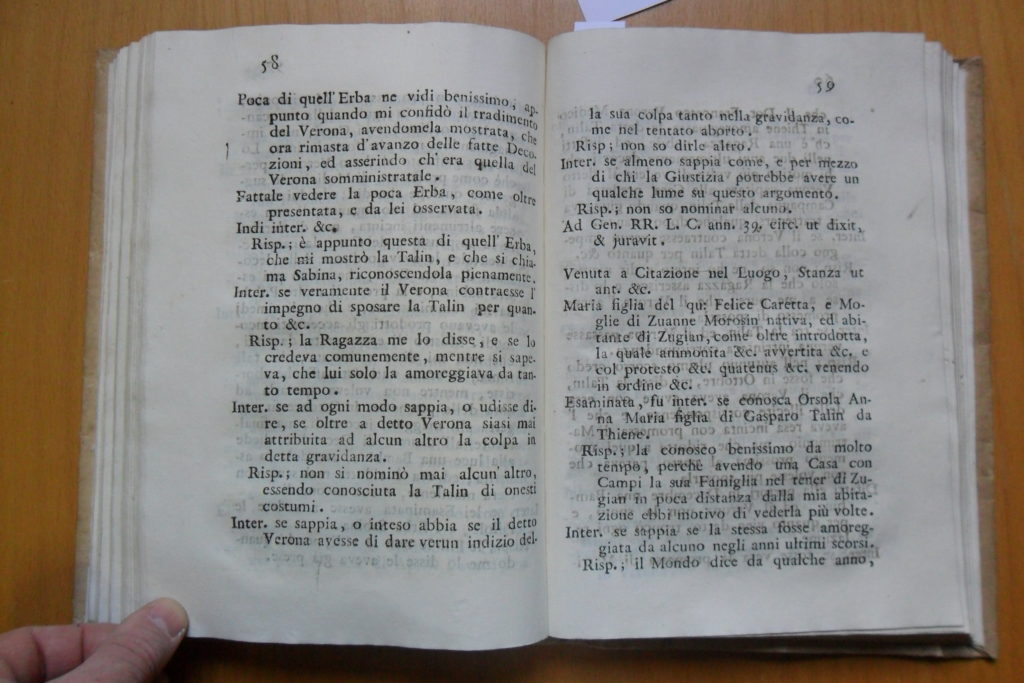 58
Poca di quell' Erba ne vidi benissimo, ap-
punto quando mi confidò il tradimento
del Verona, avendomela mostrata, che
ora rimasta d'avanzo delle fatte Deco-
zioni, ed asserindo ch'era quella del
Verona somministratale.
Fattale vedere la poca Erba, come oltre
presentata, e da lei osservata.
Indi inter. &c.
Risp.; è appunto questa di quell' Erba,
che mi mostrò la Talin, e che si chia-
ma Sabina, riconoscendola pienamente.
Inter. se veramente il Verona contraesse l'
impegno di sposare la Talin per quan-
to &c.
Risp.; la Ragazza me lo disse, e se lo
credeva comunemente, mentre si sape-
va, che lui solo la amoreggiava da tan-
to tempo.
Inter. se ad ogni modo sappia, o udisse di-
re, se oltre a detto Verona siasi mai
attribuita ad alcun altro la colpa in
detta gravidanza.
Risp.; non si nominò mai alcun' altro,
essendo conosciuta la Talin di onesti
costumi.
Inter. se sappia, o inteso abbia se il detto
Verona avesse di dare verun indizio del-
59
la sua colpa tanto nella gravidanza, co-
me nel tentato aborto.
Risp; non so dirle altro.
Inter. se almeno sappia come, e per mezzo
di chi la Giustizia potrebbe avere un
qualche lume su questo argomento.
Risp.; non so nominar alcuno.
Ad Gen. RR. L. C. ann. 39. circ. ut dixit,
& juravit.
Venuta a Citazione nel Luogo, Stanza ut
ant. &c.
Maria figlia del qu: Felice Caretta, e Mo-
glie di Zuanne Morosin nativa, ed abi-
tante di Zugian, come oltre introdotta,
la quale ammonita &c. avvertita &c. e
col protesto &c. quatenus &c. venendo
in ordine &c.
Esaminata, fu inter. se conosca Orsola An-
na Maria figlia di Gasparo Talin da
Thiene.
Risp.; la conosco benissimo da molto
tempo, perchè avendo una Casa con
Campi la sua Famiglia nel tener di Zu-
gian in poca distanza dalla mia abita-
zione ebbi motivo di vederla più volte.
Inter. se sappia se la stessa fosse amoreg-
giata da alcuno negli anni ultimi scorsi.
Risp.; il Mondo dice da qualche anno,